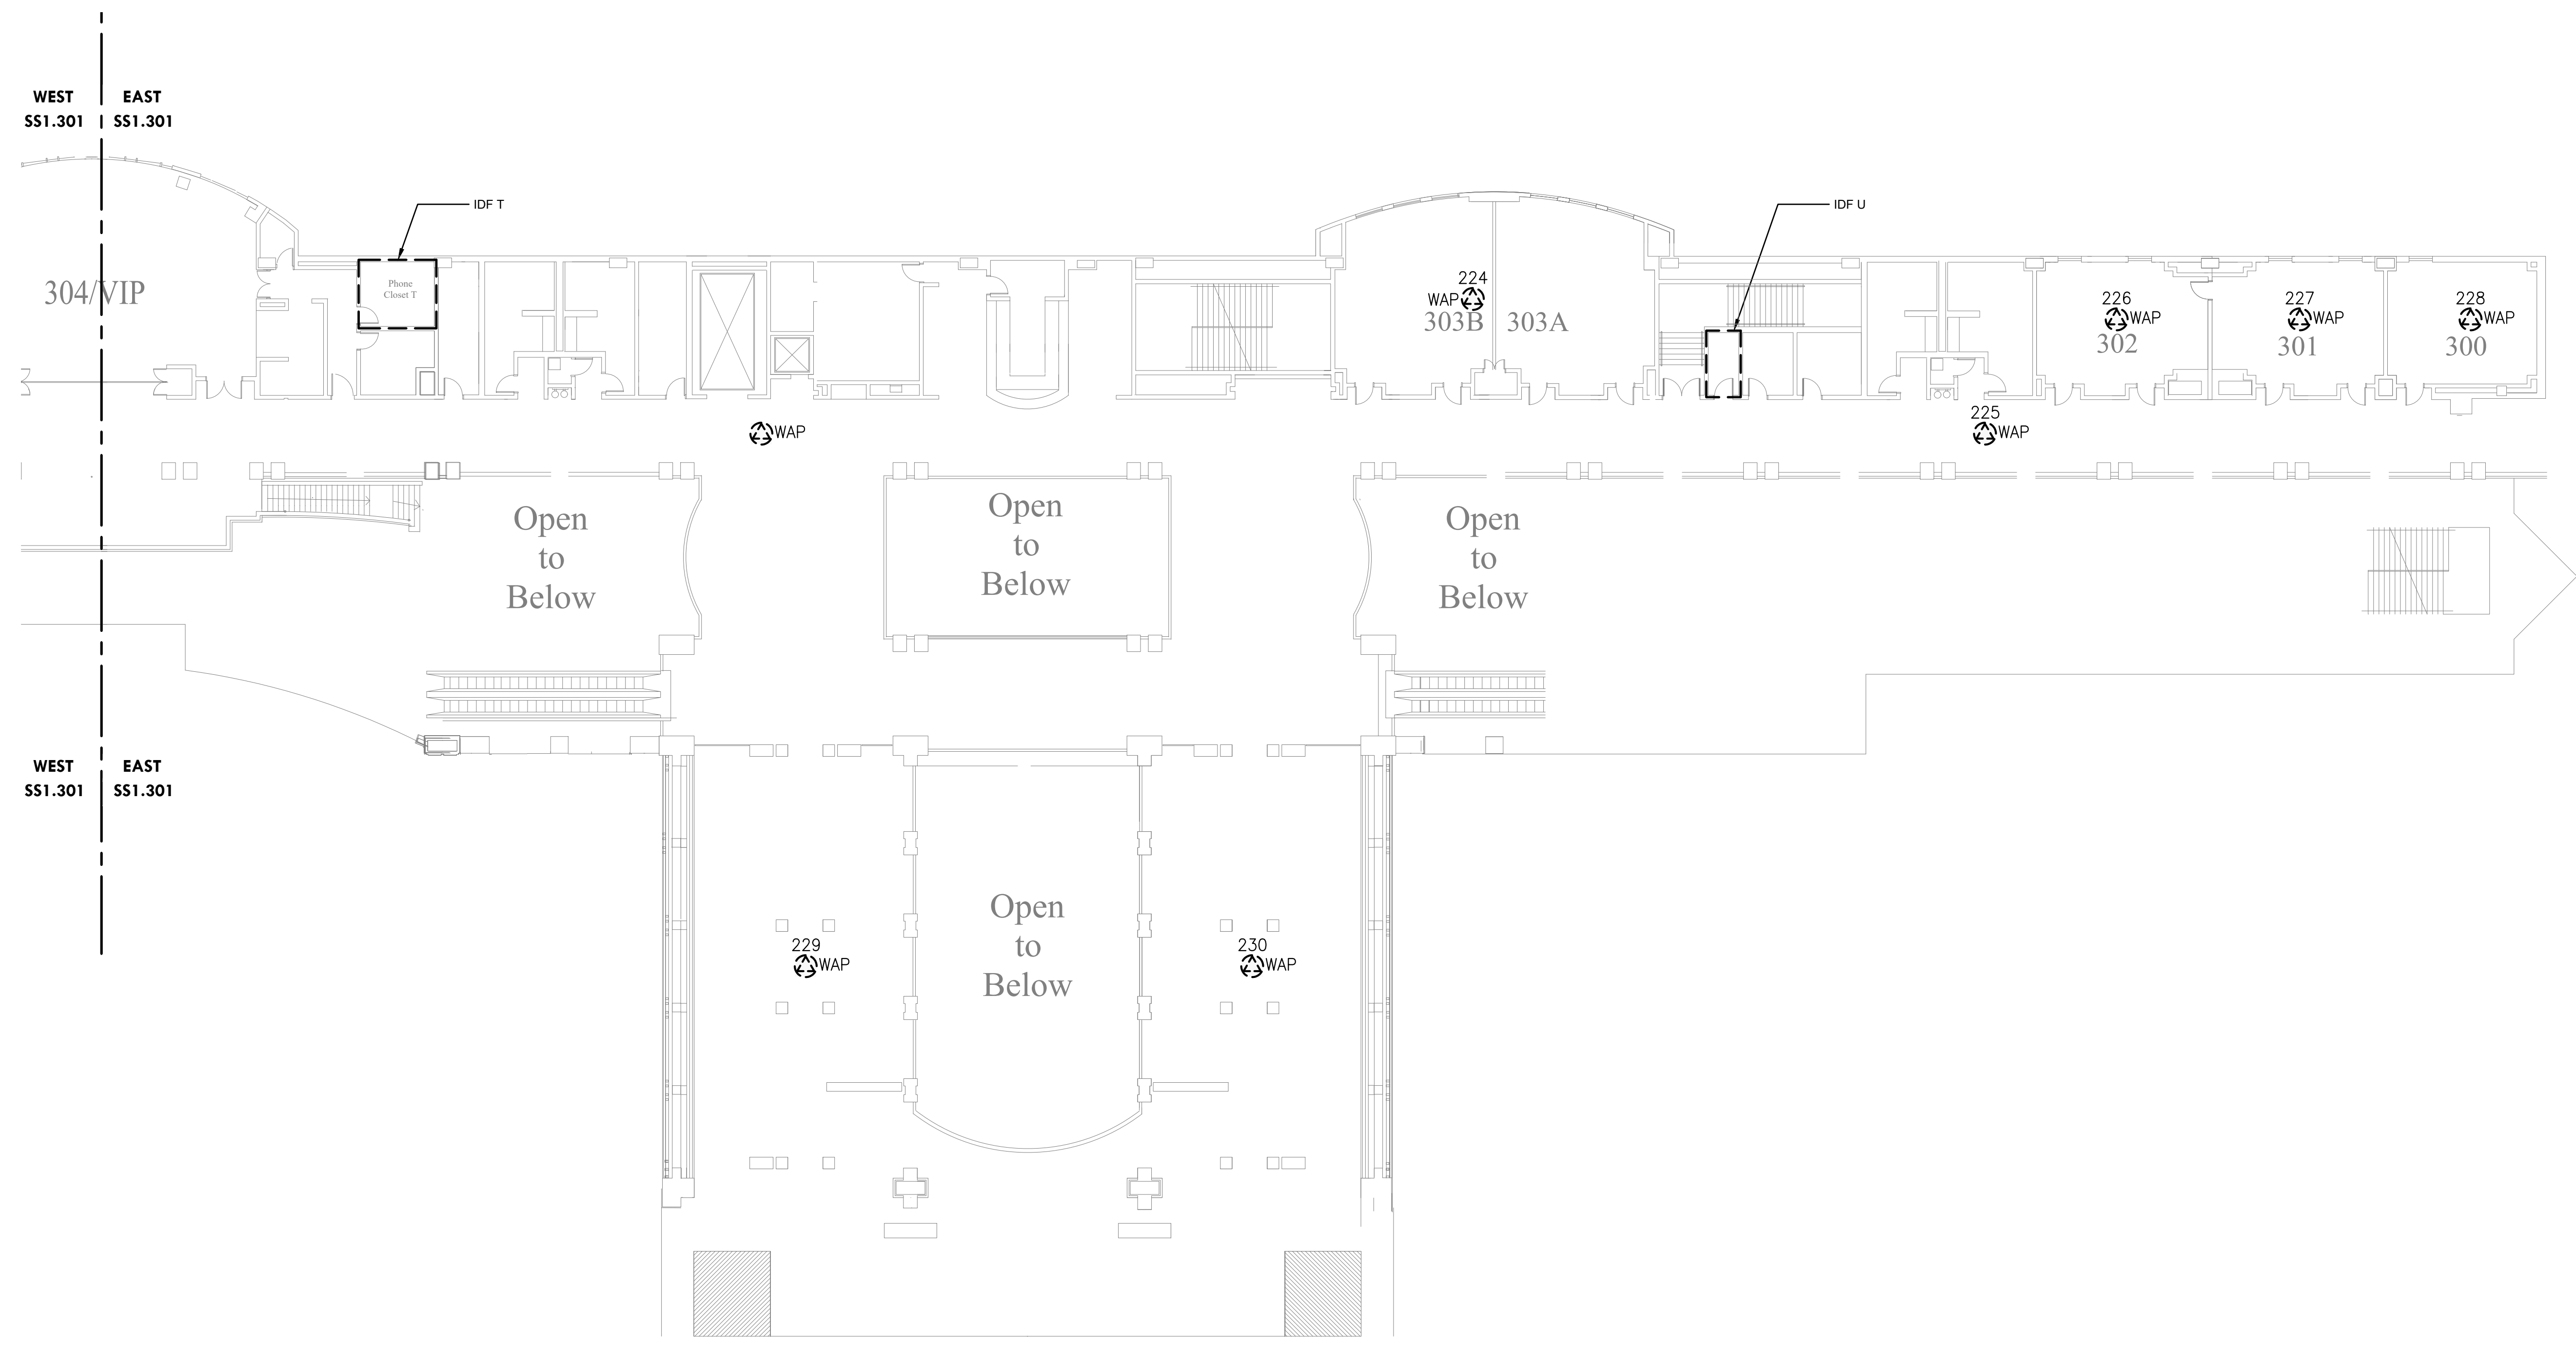 WEST EAST
SS1.301 SS1.301
IDF T
IDF U
304/VIP
Phone
Closet T
224
WAP
303B
303A
226
WAP
302
227
WAP
301
228
WAP
300
WAP
225
WAP
Open
to
Below
Open
to
Below
Open
to
Below
WEST EAST
SS1.301 SS1.301
Open
to
Below
229
WAP
230
WAP